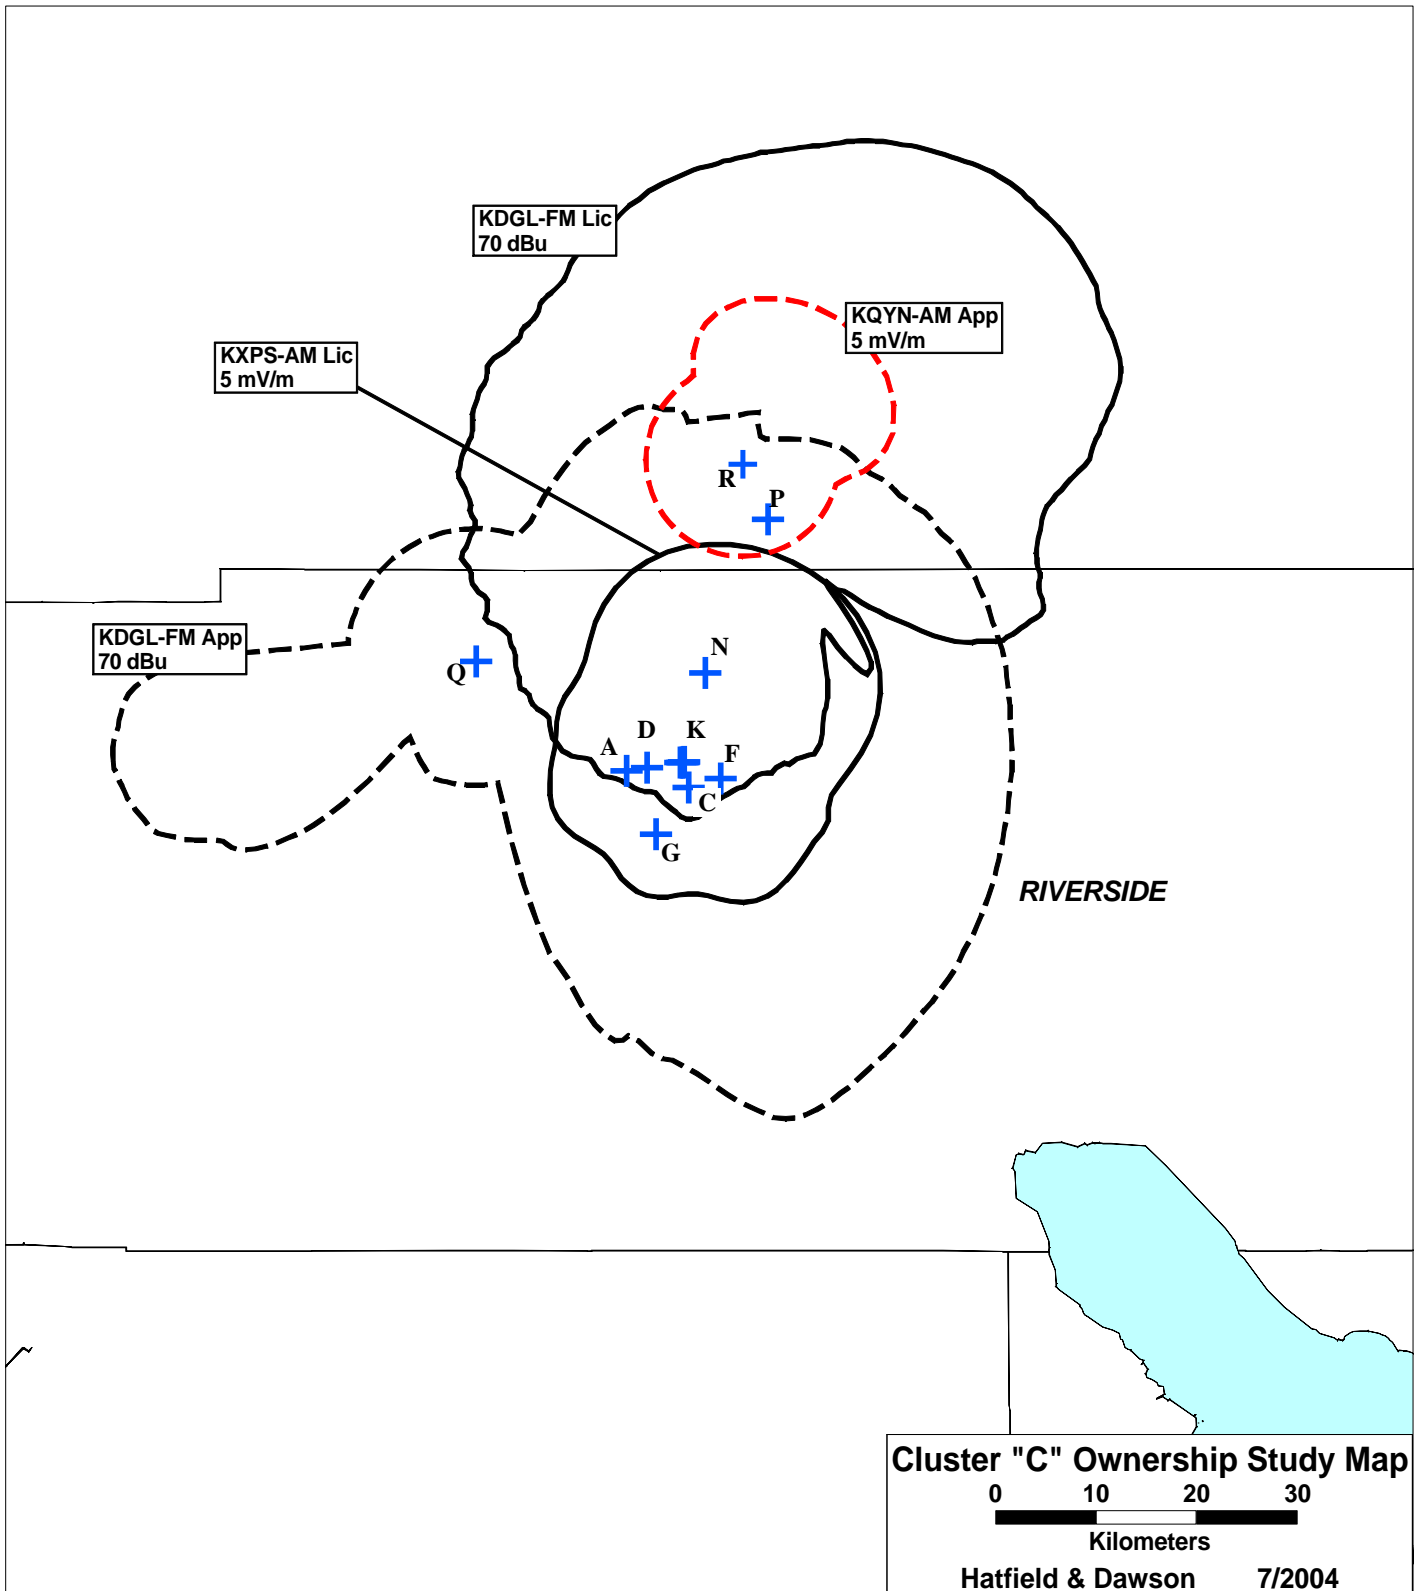 KDGL-FM Lic
70 dBu
KQYN-AM App
5 mV/m
KXPS-AM Lic
5 mV/m
R
P
KDGL-FM App
70 dBu
N
Q
D
K
A
F
C
G
RIVERSIDE
Cluster "C" Ownership Study Map
0 10 20 30
Kilometers
Hatfield & Dawson 7/2004